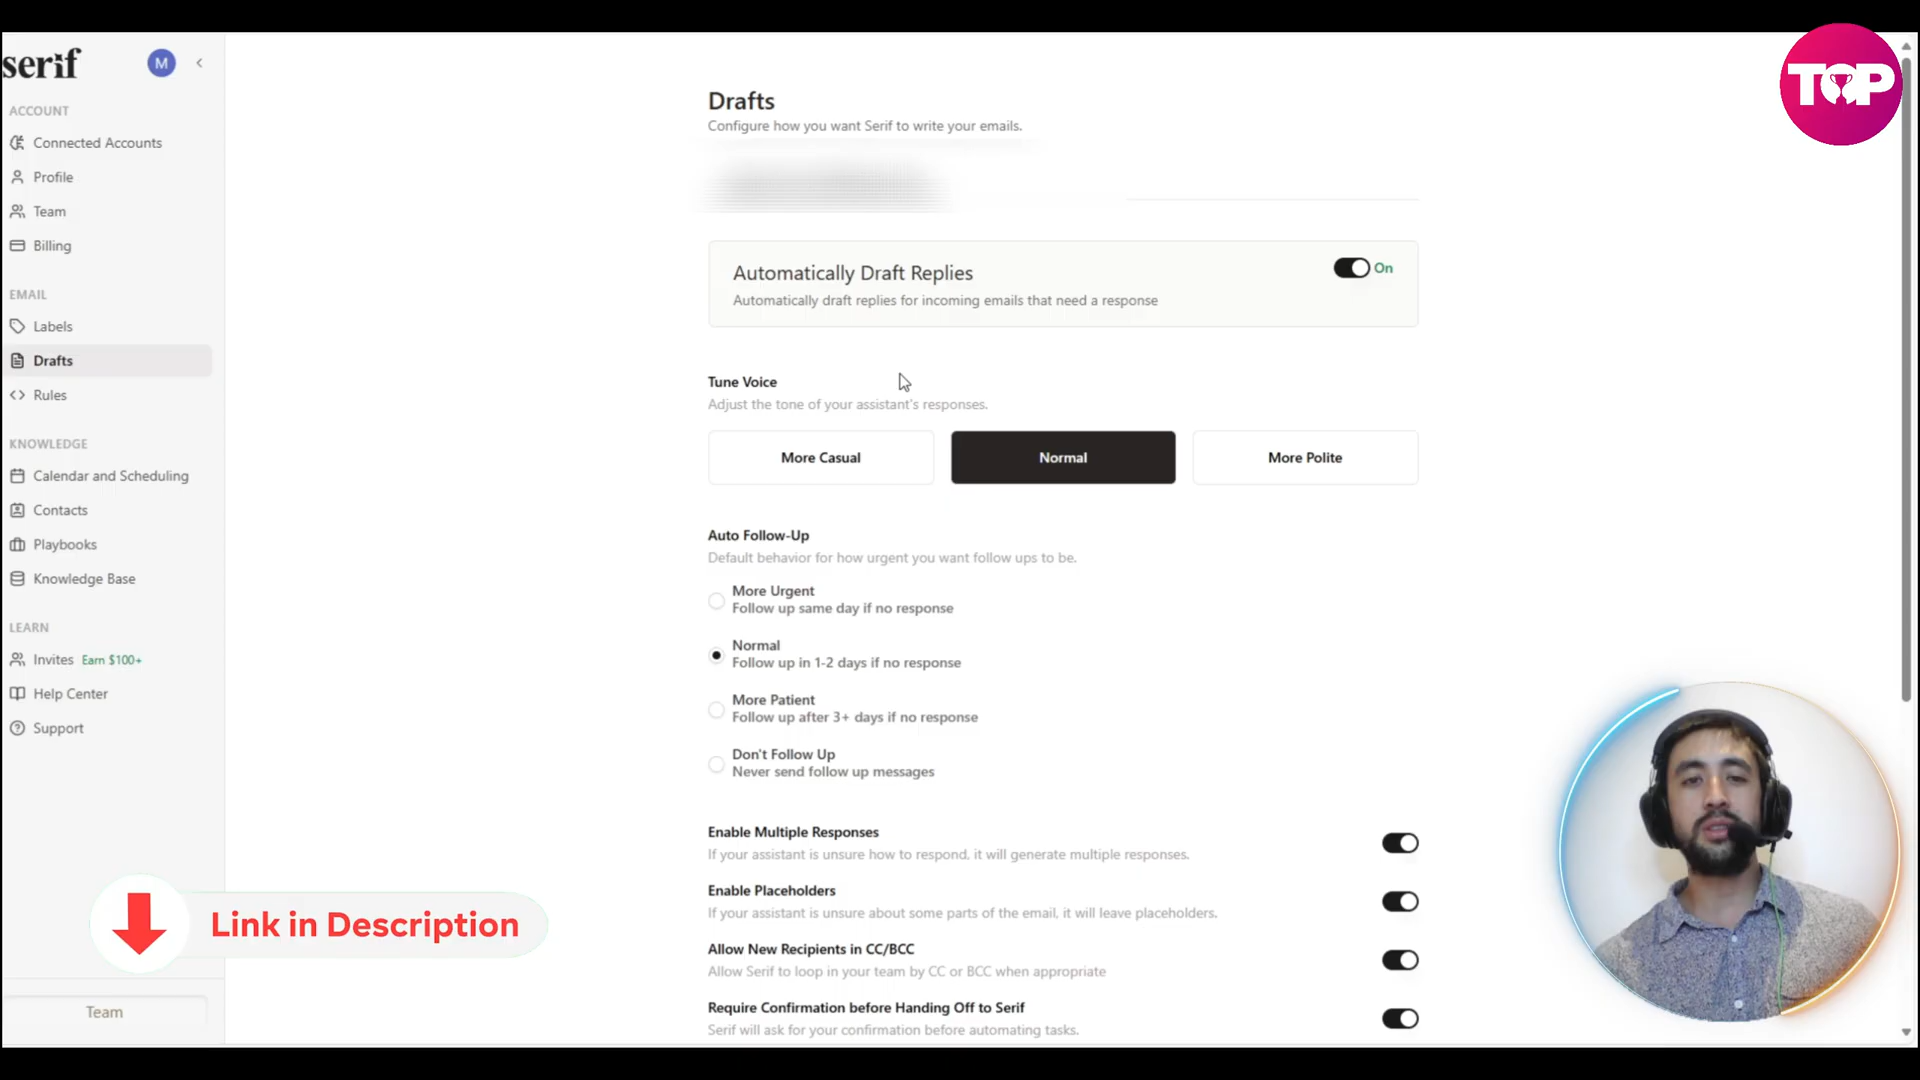 serif
M
ACCOUNT
Connected Accounts
Profile
Team
Billing
EMAIL
Labels
Drafts
Rules
KNOWLEDGE
Calendar and Scheduling
Contacts
Playbooks
Knowledge Base
LEARN
Invites Earn $100+
Help Center
Support
Link in Description
Team
Drafts
Configure how you want Serif to write your emails.
Automatically Draft Replies
On
Automatically draft replies for incoming emails that need a response
Tune Voice
Adjust the tone of your assistant's responses.
More Casual
Normal
More Polite
Auto Follow-Up
Default behavior for how urgent you want follow ups to be.
More Urgent
Follow up same day if no response
Normal
Follow up in 1-2 days if no response
More Patient
Follow up after 3+ days if no response
Don't Follow Up
Never send follow up messages
Enable Multiple Responses
If your assistant is unsure how to respond, it will generate multiple responses.
Enable Placeholders
If your assistant is unsure about some parts of the email, it will leave placeholders.
Allow New Recipients in CC/BCC
Allow Serif to loop in your team by CC or BCC when appropriate
Require Confirmation before Handing Off to Serif
Serif will ask for your confirmation before automating tasks.
TOP